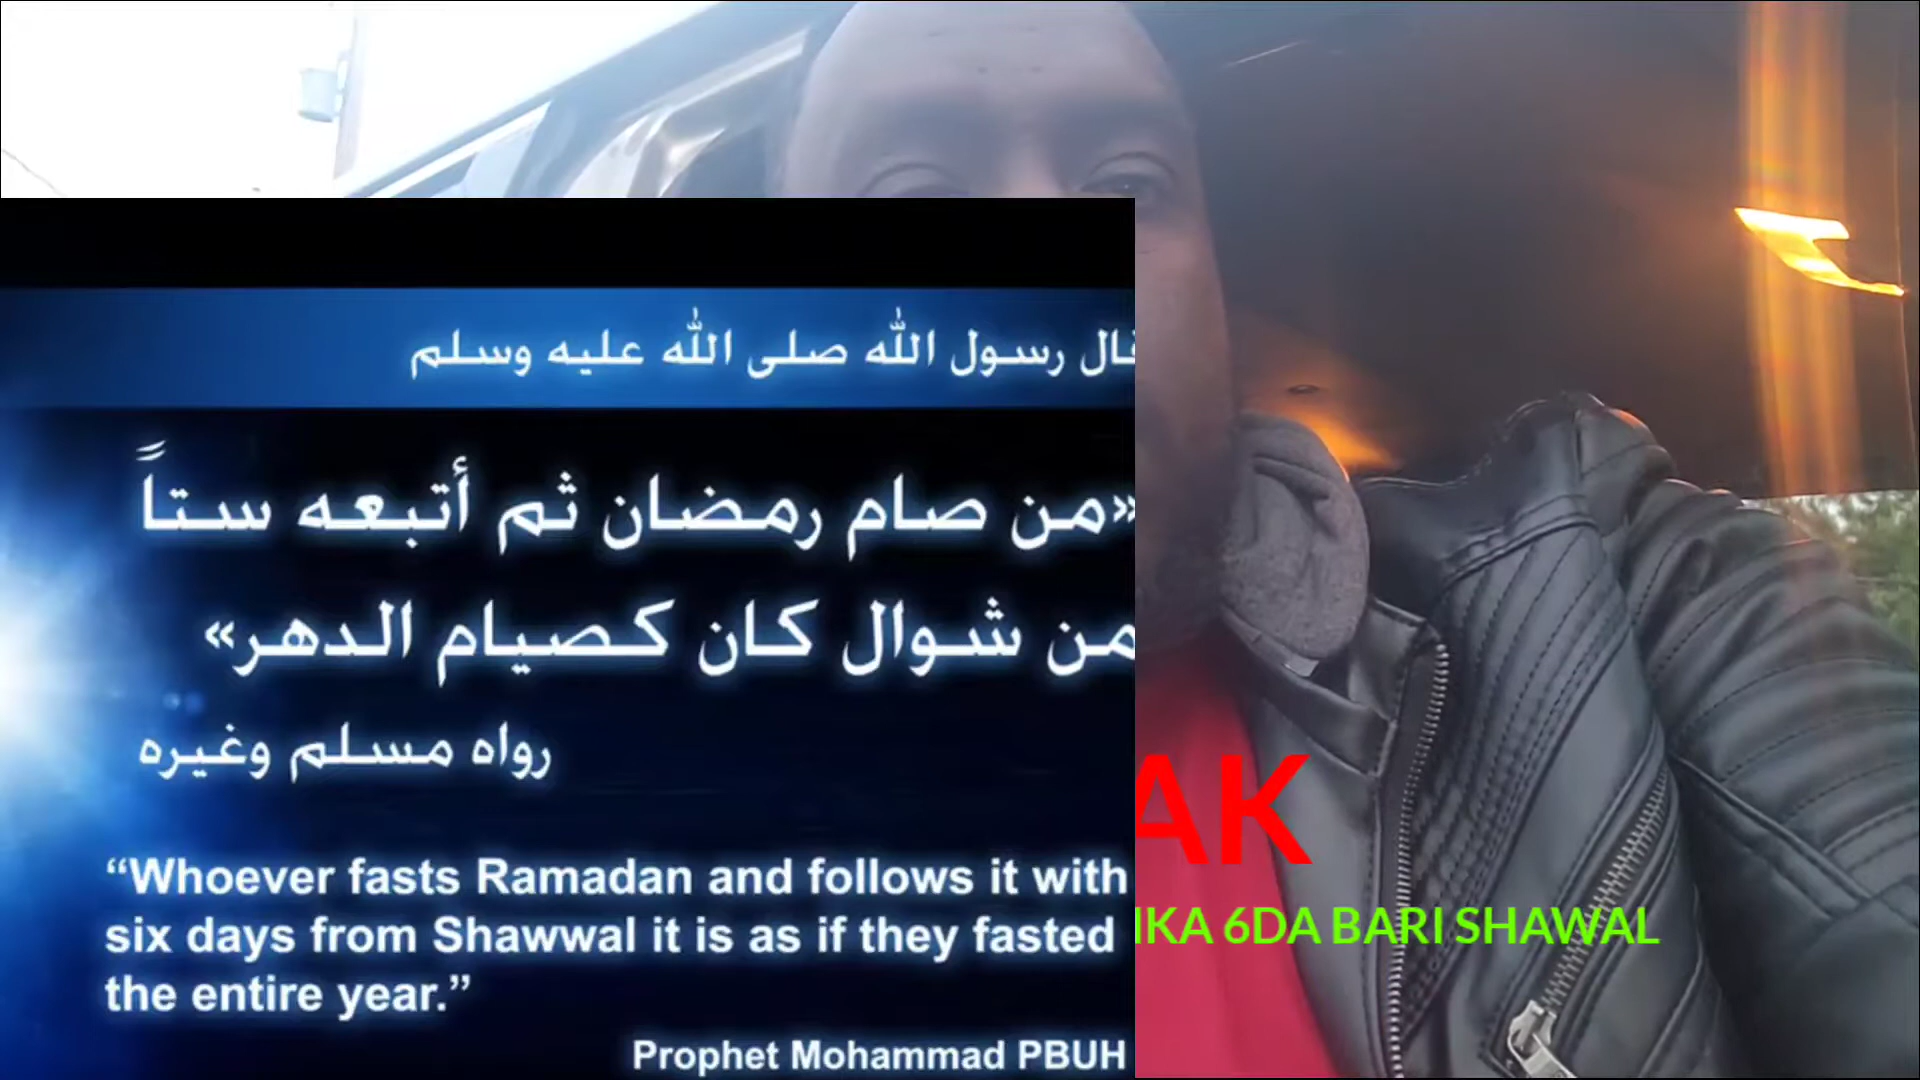 قال رسول الله صلى الله عليه وسلم
«من صام رمضان ثم أتبعه ستاً
من شوال كان كصيام الدهر»
رواه مسلم وغيره
“Whoever fasts Ramadan and follows it with
six days from Shawwal it is as if they fasted
the entire year.”
Prophet Mohammad PBUH
AK
IKA 6DA BARI SHAWAL